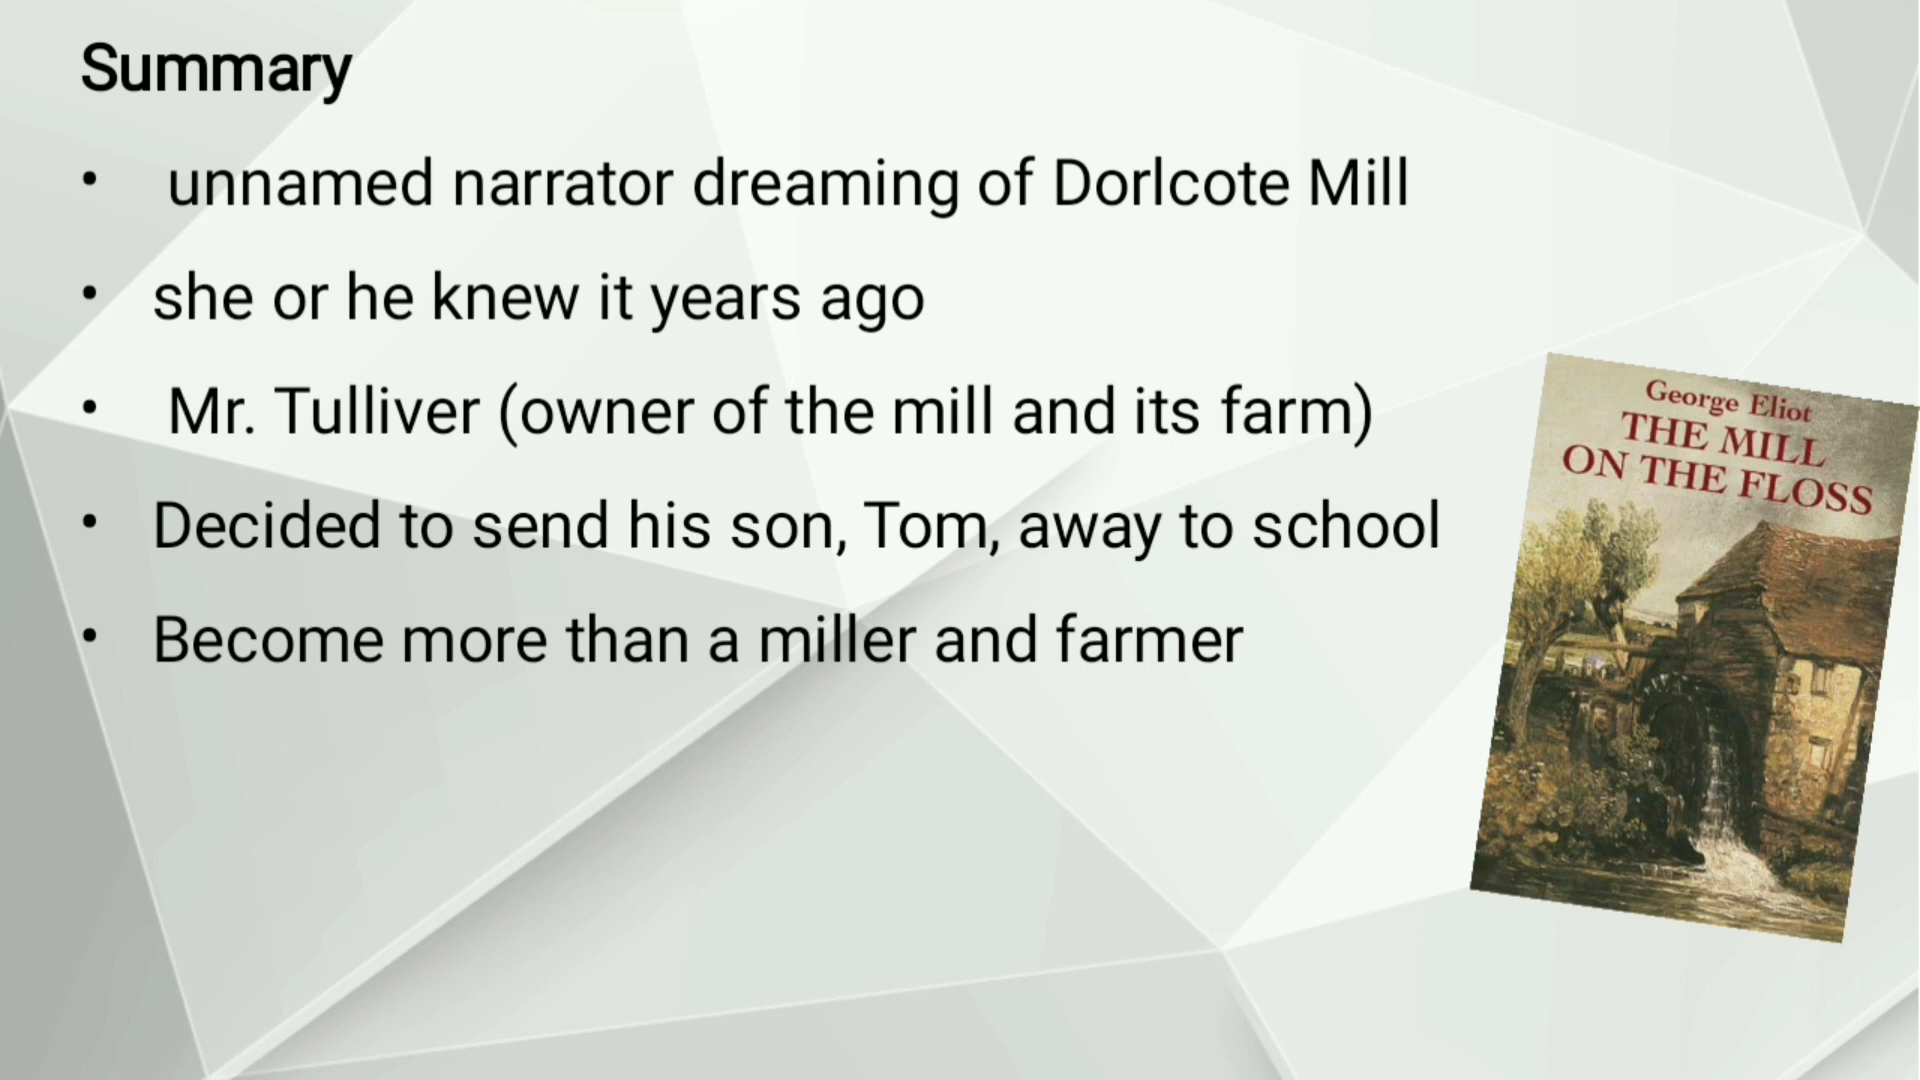 Summary
• unnamed narrator dreaming of Dorlcote Mill
• she or he knew it years ago
• Mr. Tulliver (owner of the mill and its farm)
• Decided to send his son, Tom, away to school
• Become more than a miller and farmer
George Eliot
THE MILL
ON THE FLOSS